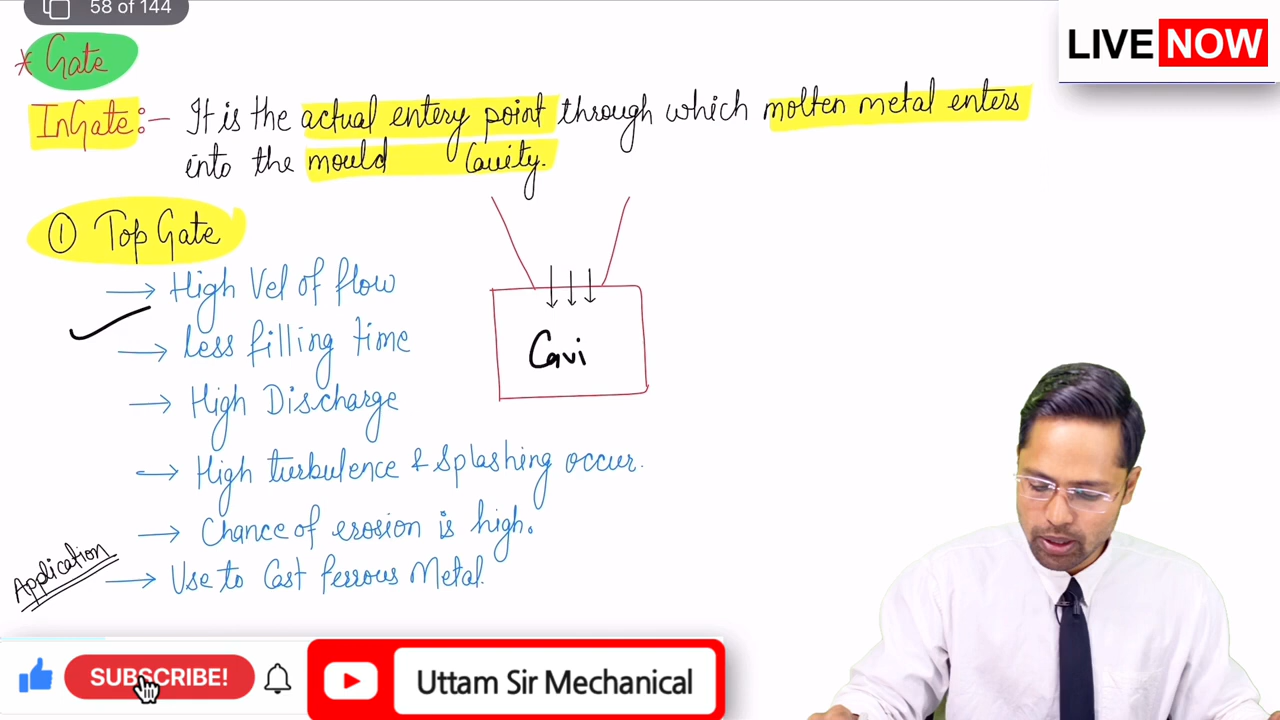 58 of 144
LIVE NOW
* Gate
InGate:-
It is the actual entery point through which molten metal enters
into the mould Cavity.
① Top Gate
→ High Vel of flow
→ less filling time
→ High Discharge
→ High turbulence & Splashing occur.
→ Chance of erosion is high.
Application
→ Use to Cast ferrous Metal.
Cavi
SUBSCRIBE!
Uttam Sir Mechanical